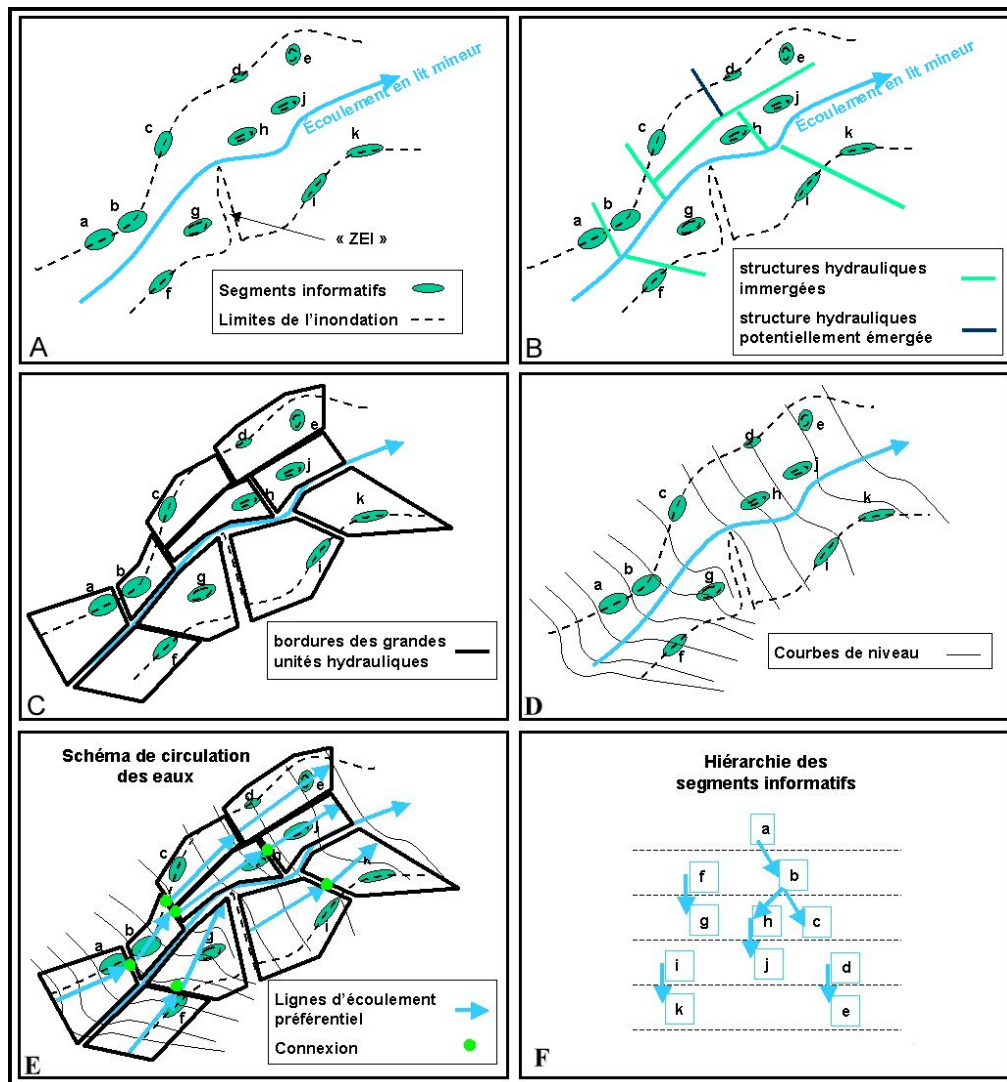 d
e
j
c
h
k
Écoulement en lit mineur
b
a
g
i
f
« ZEI »
Segments informatifs
Limites de l'inondation
A
d
e
j
c
h
k
Écoulement en lit mineur
b
a
g
i
f
structures hydrauliques
immergées
structure hydrauliques
potentiellement émergée
B
d
e
j
c
h
k
b
a
g
i
f
bordures des grandes
unités hydrauliques
C
d
e
j
c
h
k
b
a
g
i
f
Courbes de niveau
D
Schéma de circulation
des eaux
d
e
j
c
h
k
b
a
g
i
f
Lignes d'écoulement
préférentiel
Connexion
E
Hiérarchie des
segments informatifs
a
f
b
g
h
c
i
j
d
k
e
F